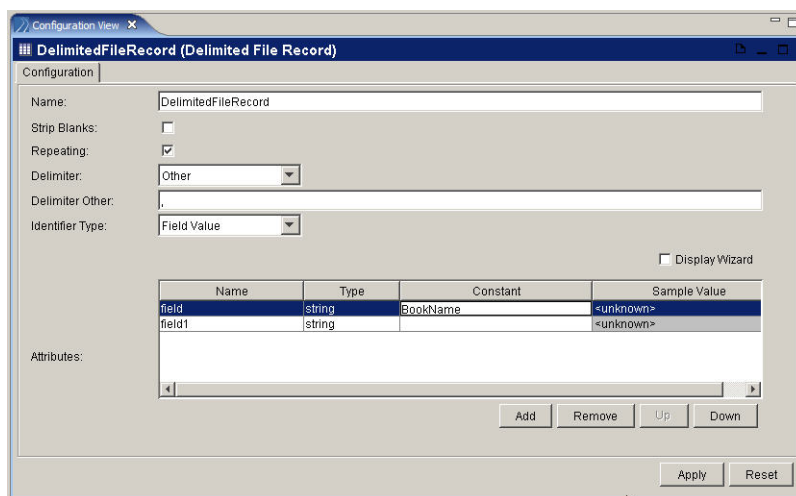 Configuration View
DelimitedFileRecord (Delimited File Record)
Configuration
Name: DelimitedFileRecord
Strip Blanks:
Repeating:
Delimiter: Other
Delimiter Other: ,
Identifier Type: Field Value
Display Wizard
Name Type Constant Sample Value
field string BookName <unknown>
field1 string <unknown>
Attributes:
Add Remove Up Down
Apply Reset